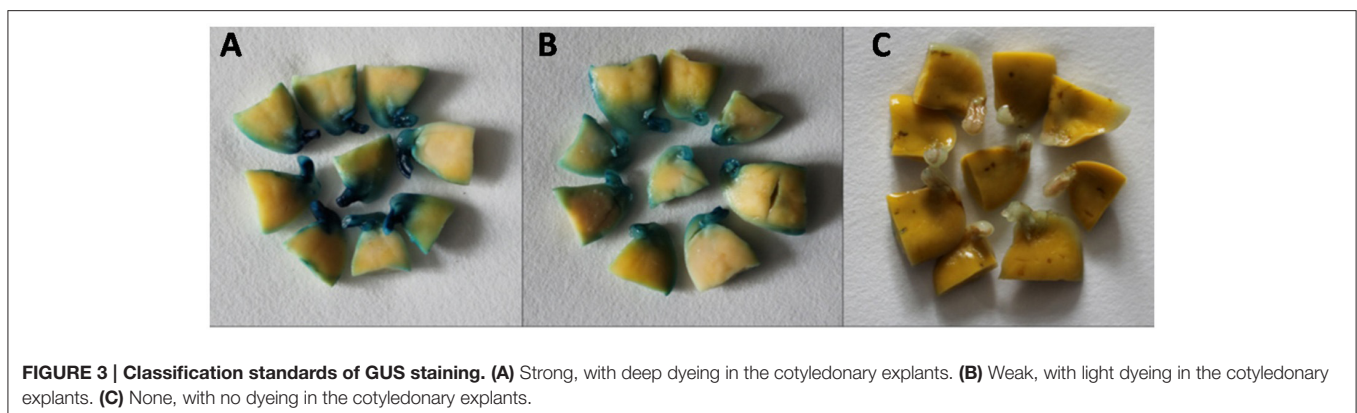 A B C
FIGURE 3 | Classification standards of GUS staining. (A) Strong, with deep dyeing in the cotyledonary explants. (B) Weak, with light dyeing in the cotyledonary
explants. (C) None, with no dyeing in the cotyledonary explants.